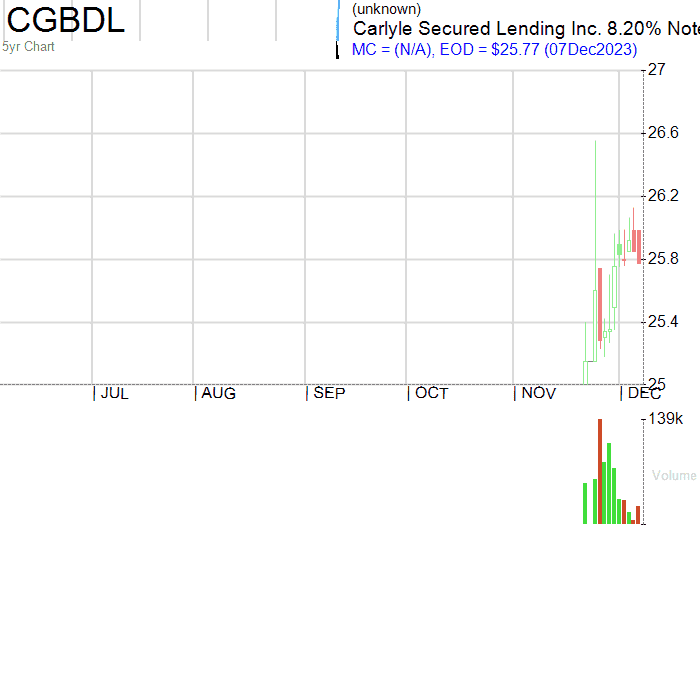 CGBDL
5yr Chart
(unknown)
Carlyle Secured Lending Inc. 8.20% Note
MC = (N/A), EOD = $25.77 (07Dec2023)
27
26.6
26.2
25.8
25.4
25
JUL AUG SEP OCT NOV DEC
139k
Volume